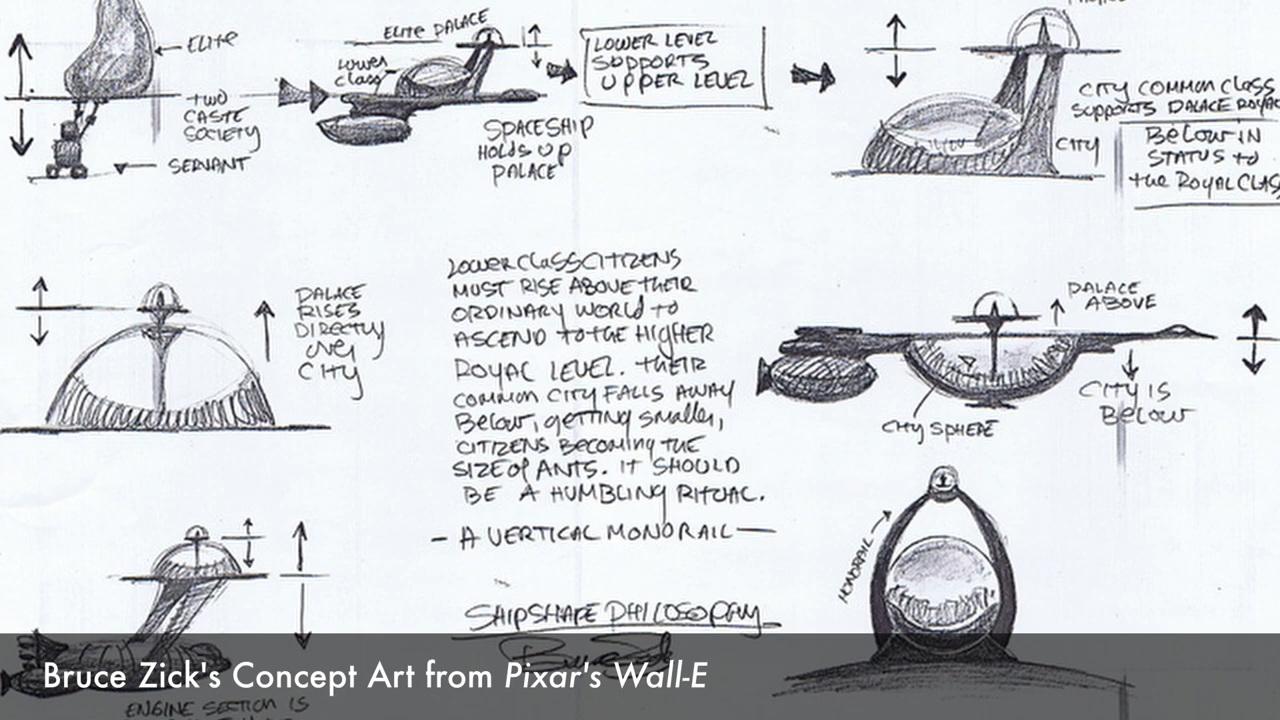 ELITE
TWO
CASTE
SOCIETY
SERVANT
ELITE PALACE
LOWER
CLASS
SPACESHIP
HOLDS UP
PALACE
LOWER LEVEL
SUPPORTS
UPPER LEVEL
CITY COMMON CLASS
SUPPORTS PALACE ROYAL
CITY
BELOW IN
STATUS to
the ROYAL CLASS
PALACE
RISES
DIRECTLY
OVER
CITY
LOWER CLASS CITIZENS
MUST RISE ABOVE THEIR
ORDINARY WORLD to
ASCEND TO THE HIGHER
ROYAL LEVEL. THEIR
COMMON CITY FALLS AWAY
BELOW, getting smaller,
CITIZENS BECOMING THE
SIZE OF ANTS. IT SHOULD
BE A HUMBLING RITUAL.
- A VERTICAL MONORAIL -
PALACE
ABOVE
CITY IS
BELOW
CITY SPHERE
MONORAIL
SHIPSHAPE PHILOSOPHY
Bruce Zick's Concept Art from Pixar's Wall-E
ENGINE SECTION IS